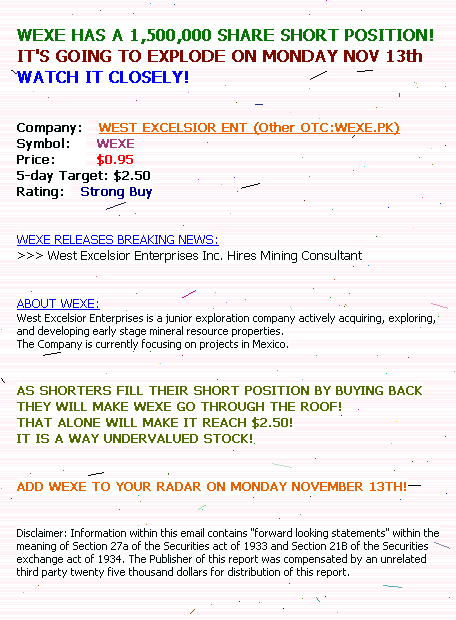 WEXE HAS A 1,500,000 SHARE SHORT POSITION!
IT'S GOING TO EXPLODE ON MONDAY NOV 13th
WATCH IT CLOSELY!
Company: WEST EXCELSIOR ENT (Other OTC:WEXE.PK)
Symbol: WEXE
Price: $0.95
5-day Target: $2.50
Rating: Strong Buy
WEXE RELEASES BREAKING NEWS:
>>> West Excelsior Enterprises Inc. Hires Mining Consultant
ABOUT WEXE:
West Excelsior Enterprises is a junior exploration company actively acquiring, exploring,
and developing early stage mineral resource properties.
The Company is currently focusing on projects in Mexico.
AS SHORTERS FILL THEIR SHORT POSITION BY BUYING BACK
THEY WILL MAKE WEXE GO THROUGH THE ROOF!
THAT ALONE WILL MAKE IT REACH $2.50!
IT IS A WAY UNDERVALUED STOCK!
ADD WEXE TO YOUR RADAR ON MONDAY NOVEMBER 13TH!
Disclaimer: Information within this email contains "forward looking statements" within the
meaning of Section 27a of the Securities act of 1933 and Section 21B of the Securities
exchange act of 1934. The Publisher of this report was compensated by an unrelated
third party twenty five thousand dollars for distribution of this report.